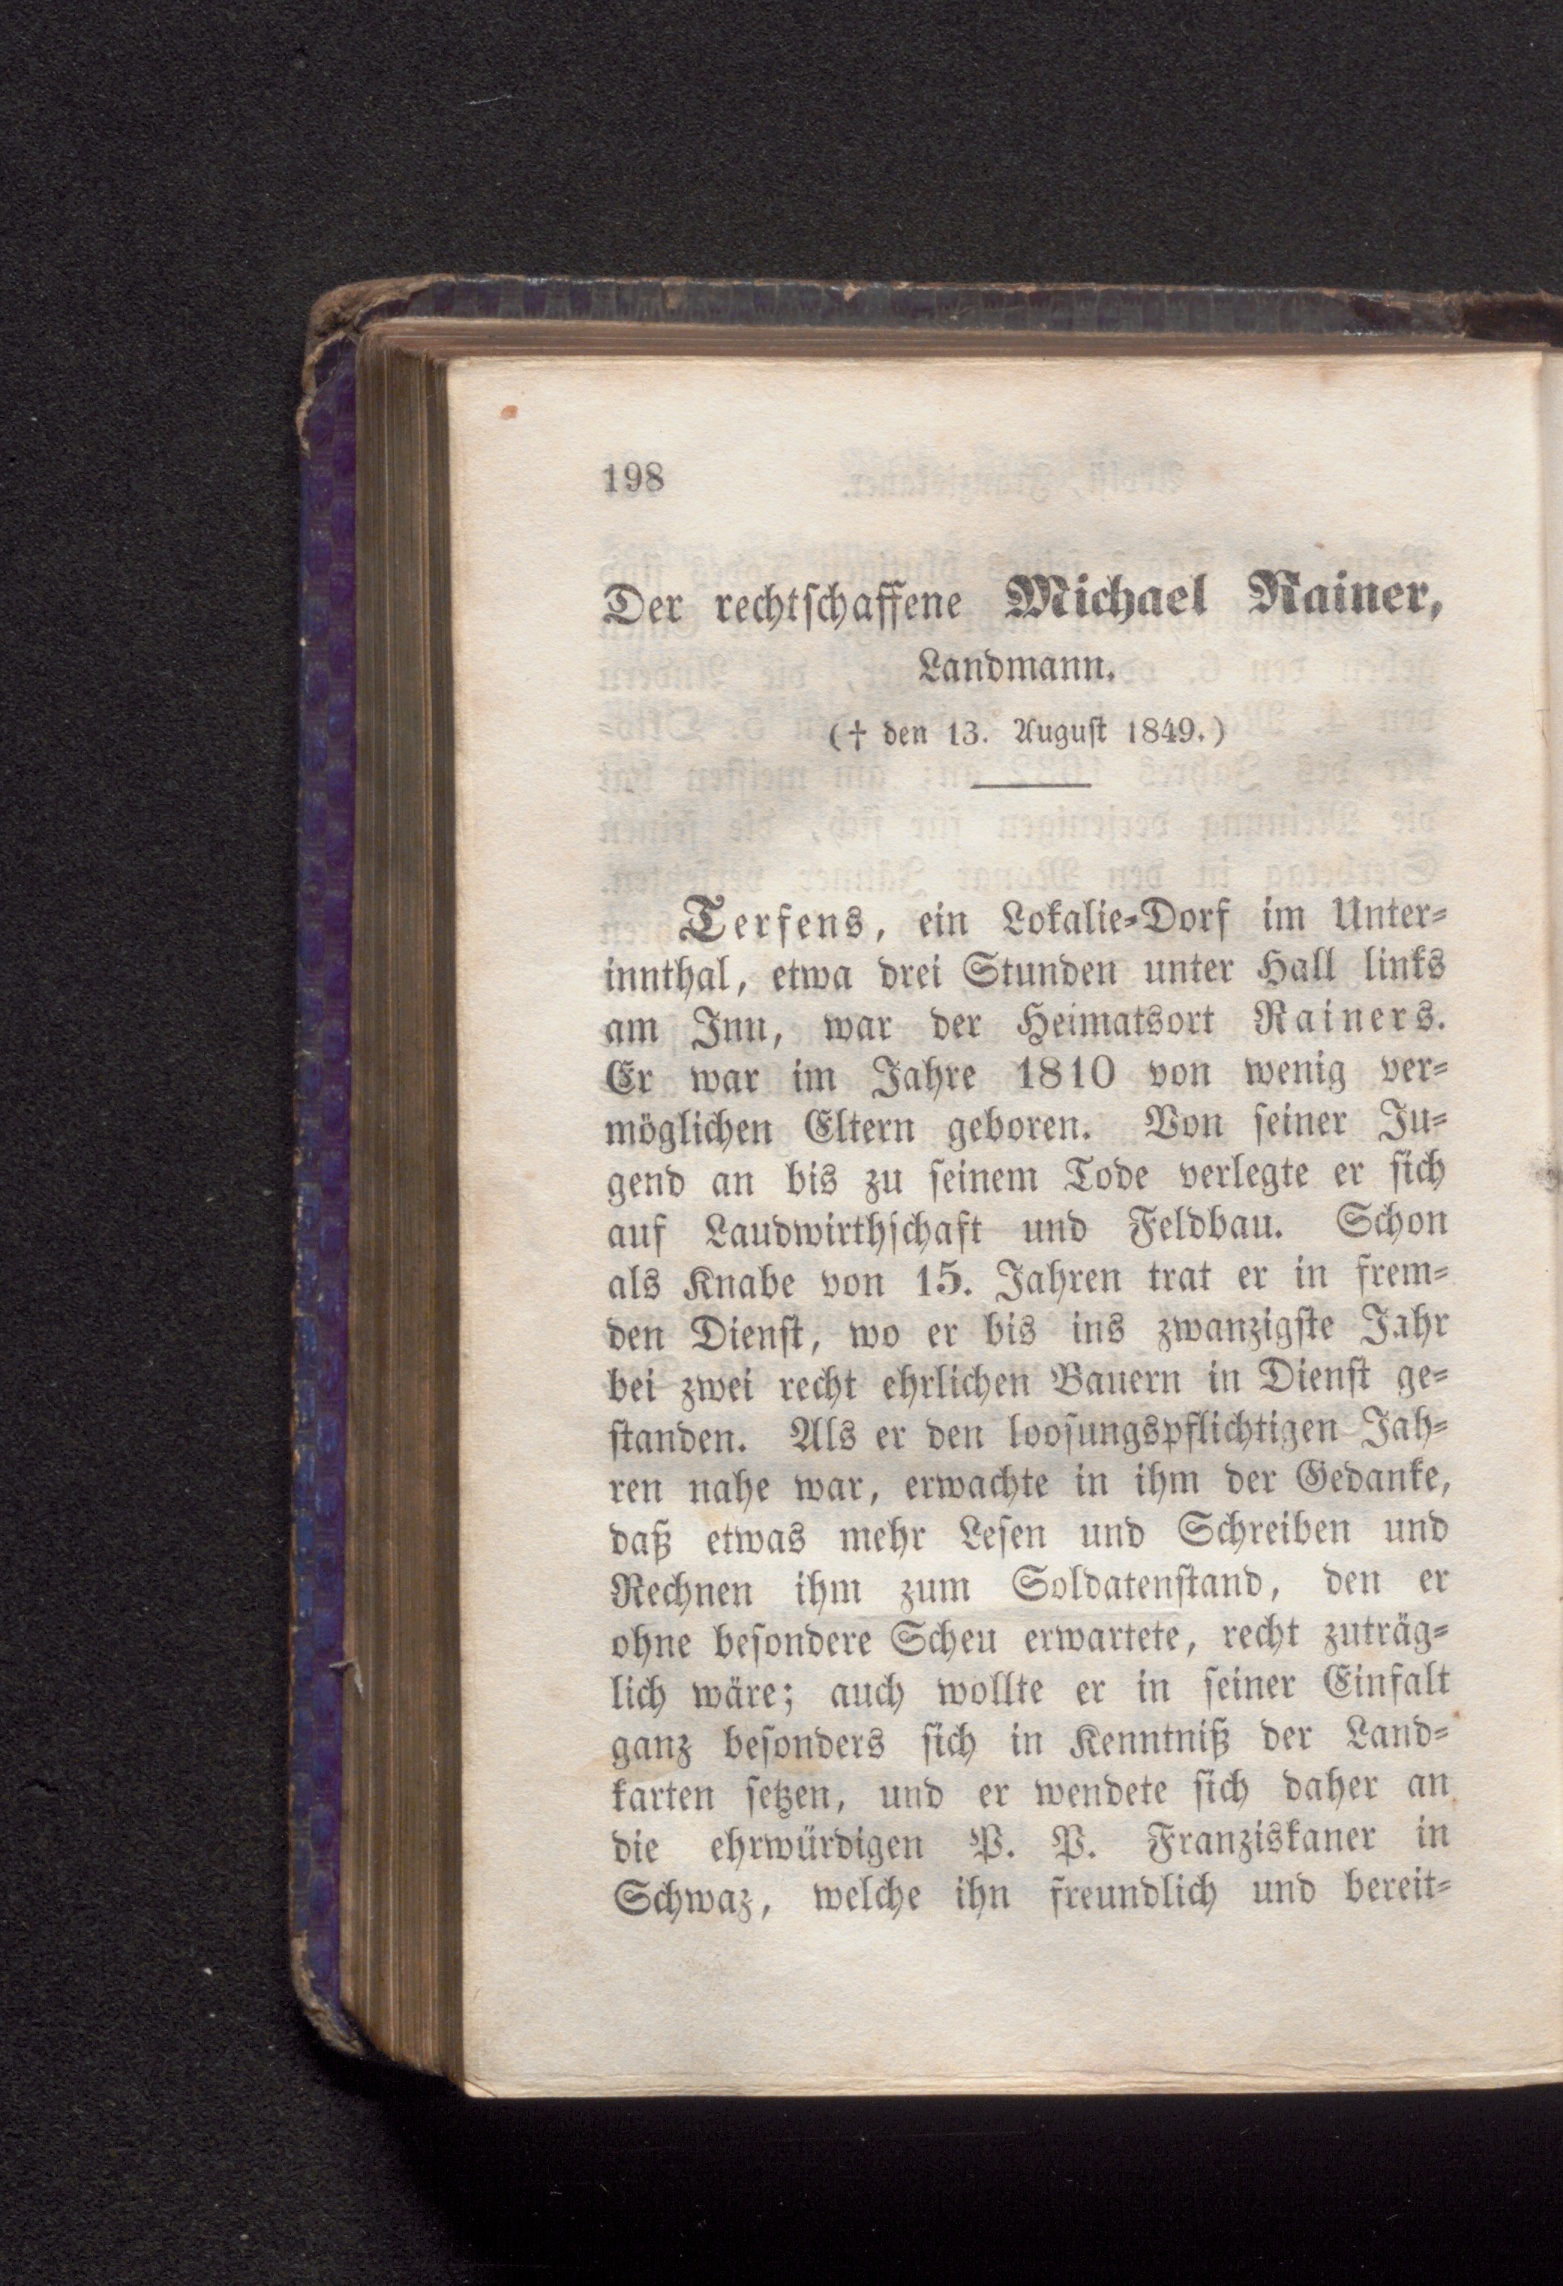 198
Der rechtschaffene Michael Rainer,
Landmann.
(† den 13. August 1849.)
Terfens, ein Lokalie-Dorf im Unter-
innthal, etwa drei Stunden unter Hall links
am Inn, war der Heimatsort Rainers.
Er war im Jahre 1810 von wenig ver-
möglichen Eltern geboren. Von seiner Ju-
gend an bis zu seinem Tode verlegte er sich
auf Laudwirthschaft und Feldbau. Schon
als Knabe von 15. Jahren trat er in frem-
den Dienst, wo er bis ins zwanzigste Jahr
bei zwei recht ehrlichen Bauern in Dienst ge-
standen. Als er den loosungspflichtigen Jah-
ren nahe war, erwachte in ihm der Gedanke,
daß etwas mehr Lesen und Schreiben und
Rechnen ihm zum Soldatenstand, den er
ohne besondere Scheu erwartete, recht zuträg-
lich wäre; auch wollte er in seiner Einfalt
ganz besonders sich in Kenntniß der Land-
karten setzen, und er wendete sich daher an
die ehrwürdigen P. P. Franziskaner in
Schwaz, welche ihn freundlich und bereit-